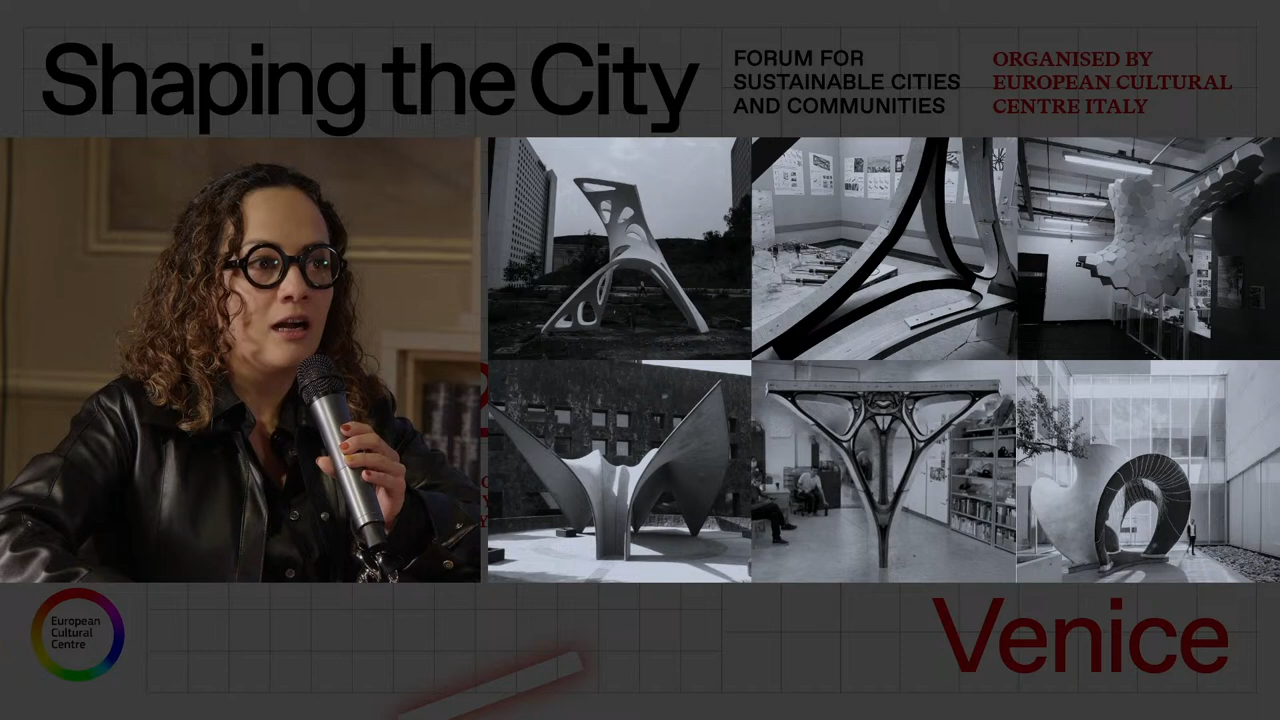 Shaping the City
FORUM FOR
SUSTAINABLE CITIES
AND COMMUNITIES
ORGANISED BY
EUROPEAN CULTURAL
CENTRE ITALY
European
Cultural
Centre
Venice